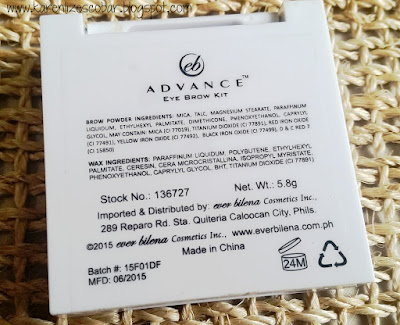 www.karenlizescobar.blogspot.com
eb
ADVANCE™
EYE BROW KIT
BROW POWDER INGREDIENTS: MICA, TALC, MAGNESIUM STEARATE, PARAFFINUM
LIQUIDUM, ETHYLHEXYL PALMITATE, DIMETHICONE, PHENOXYETHANOL, CAPRYLYL
GLYCOL, MAY CONTAIN: MICA (CI 77019), TITANIUM DIOXIDE (CI 77891), RED IRON OXIDE
(CI 77491), YELLOW IRON OXIDE (CI 77492), BLACK IRON OXIDE (CI 77499), D & C RED 7
(CI 15850)
WAX INGREDIENTS: PARAFFINUM LIQUIDUM, POLYBUTENE, ETHYLHEXYL
PALMITATE, CERESIN, CERA MICROCRISTALLINA, ISOPROPYL MYRISTATE,
PHENOXYETHANOL, CAPRYLYL GLYCOL, BHT, TITANIUM DIOXIDE (CI 77881)
Stock No.: 136727 Net. Wt.: 5.8g
Imported & Distributed by: ever bilena Cosmetics Inc.,
289 Reparo Rd. Sta. Quiteria Caloocan City, Phils.
©2015 ever bilena Cosmetics Inc., www.everbilena.com.ph
Made in China
Batch #: 15F01DF
MFD: 06/2015
24M